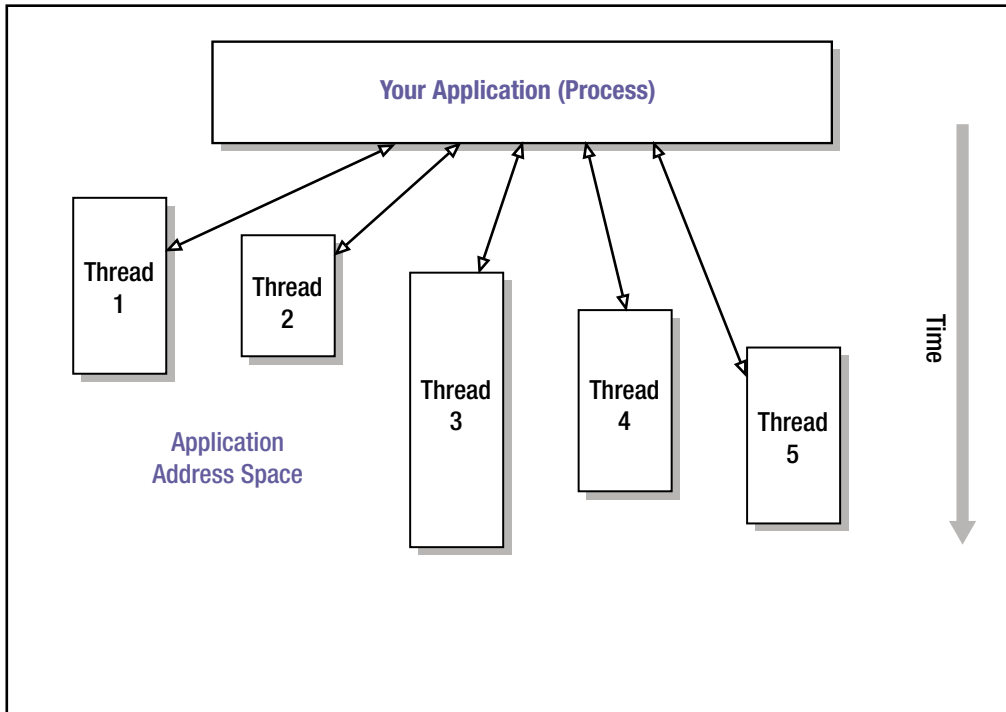 Your Application (Process)
Thread
1
Thread
2
Thread
3
Thread
4
Thread
5
Application
Address Space
Time